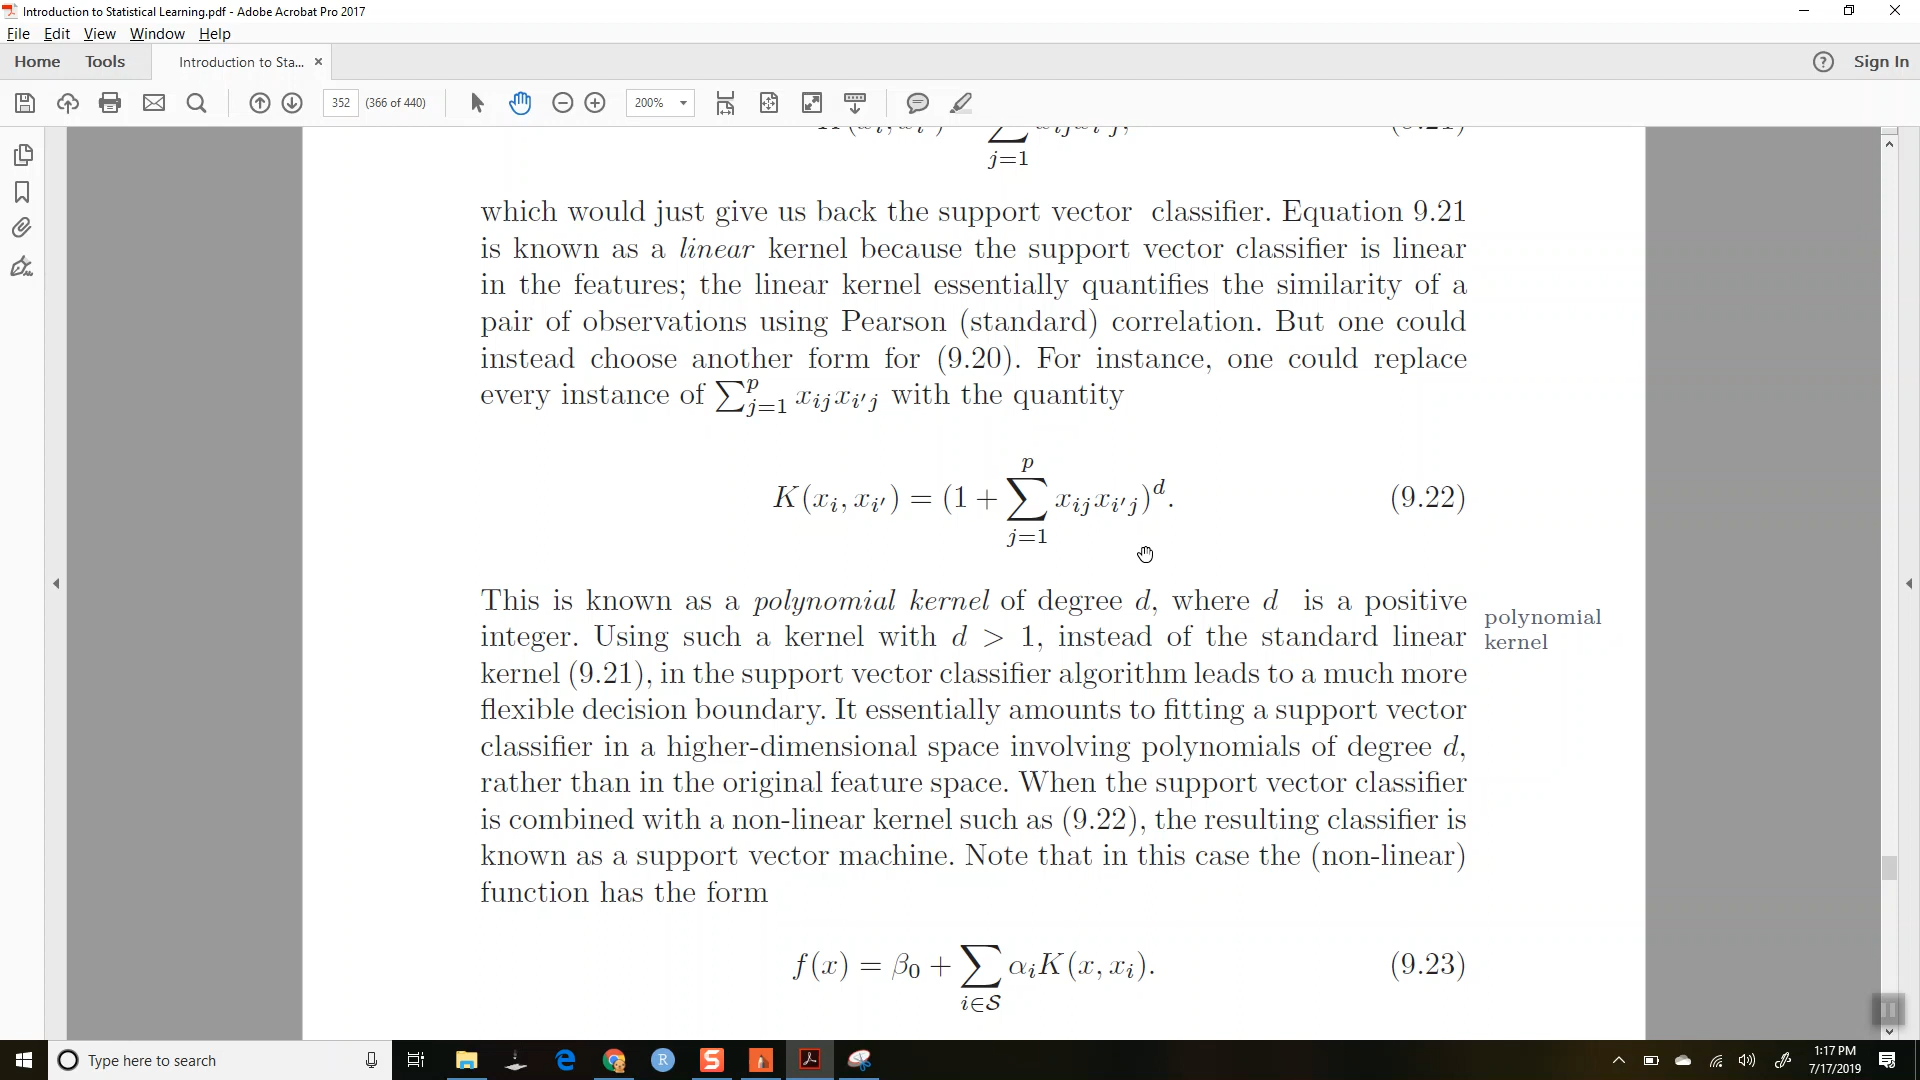 Introduction to Statistical Learning.pdf - Adobe Acrobat Pro 2017
File Edit View Window Help
Home Tools Introduction to Sta... × Sign In
352 (366 of 440) 200%
j=1
which would just give us back the support vector classifier. Equation 9.21
is known as a linear kernel because the support vector classifier is linear
in the features; the linear kernel essentially quantifies the similarity of a
pair of observations using Pearson (standard) correlation. But one could
instead choose another form for (9.20). For instance, one could replace
every instance of ∑ᵖⱼ₌₁ xᵢⱼxᵢ′ⱼ with the quantity
K(xᵢ, xᵢ′) = (1 + ∑ᵖⱼ₌₁ xᵢⱼxᵢ′ⱼ)ᵈ. (9.22)
This is known as a polynomial kernel of degree d, where d is a positive
integer. Using such a kernel with d > 1, instead of the standard linear
kernel (9.21), in the support vector classifier algorithm leads to a much more
flexible decision boundary. It essentially amounts to fitting a support vector
classifier in a higher-dimensional space involving polynomials of degree d,
rather than in the original feature space. When the support vector classifier
is combined with a non-linear kernel such as (9.22), the resulting classifier is
known as a support vector machine. Note that in this case the (non-linear)
function has the form
polynomial
kernel
f(x) = β₀ + ∑ i∈S αᵢK(x, xᵢ). (9.23)
Type here to search
1:17 PM
7/17/2019